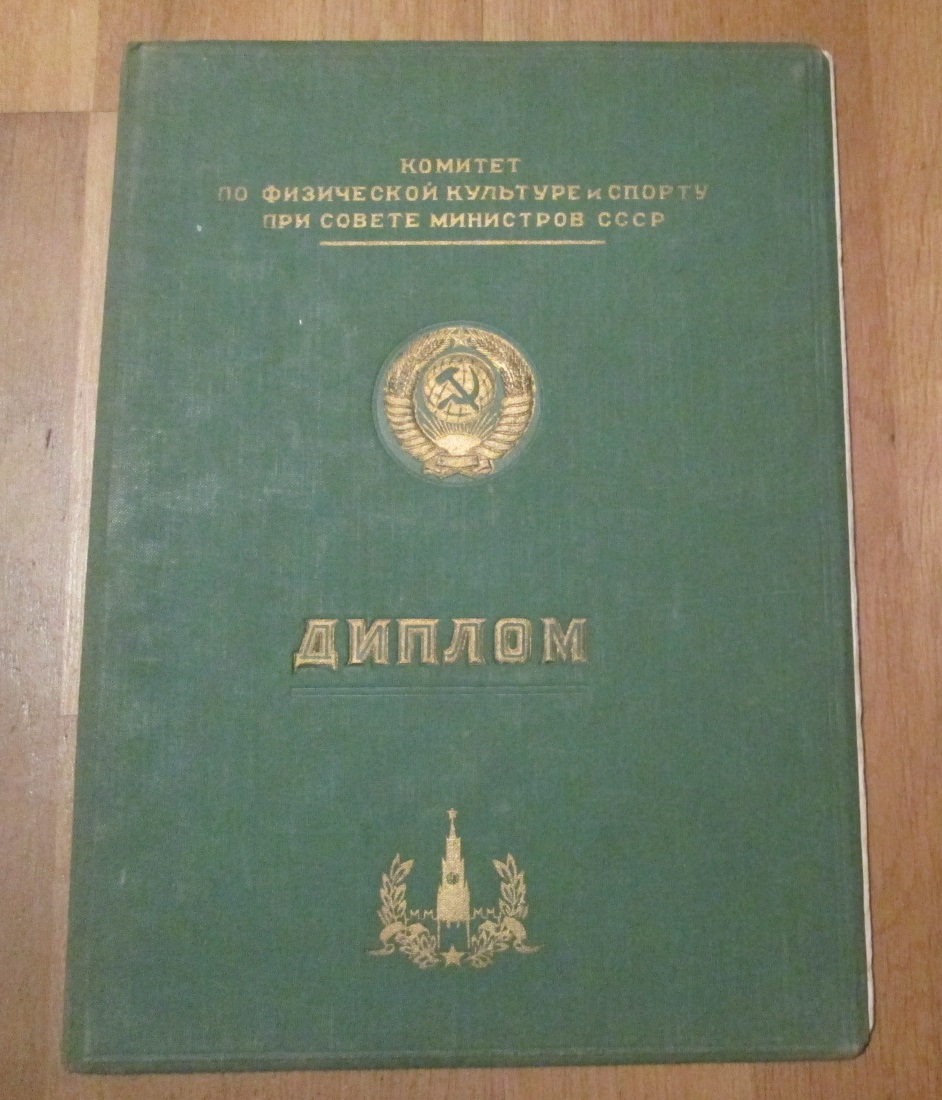 КОМИТЕТ
ПО ФИЗИЧЕСКОЙ КУЛЬТУРЕ и СПОРТУ
ПРИ СОВЕТЕ МИНИСТРОВ СССР
ДИПЛОМ